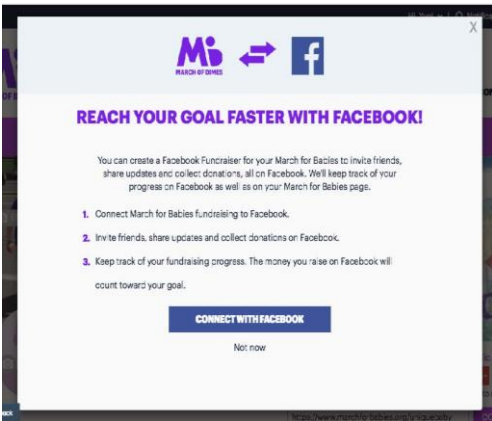 X
MARCH OF DIMES
REACH YOUR GOAL FASTER WITH FACEBOOK!
You can create a Facebook Fundraiser for your March for Babies to invite friends,
share updates and collect donations, all on Facebook. We'll keep track of your
progress on Facebook as well as on your March for Babies page.
1. Connect March for Babies fundraising to Facebook.
2. Invite friends, share updates and collect donations on Facebook.
3. Keep track of your fundraising progress. The money you raise on Facebook will
count toward your goal.
CONNECT WITH FACEBOOK
Not now